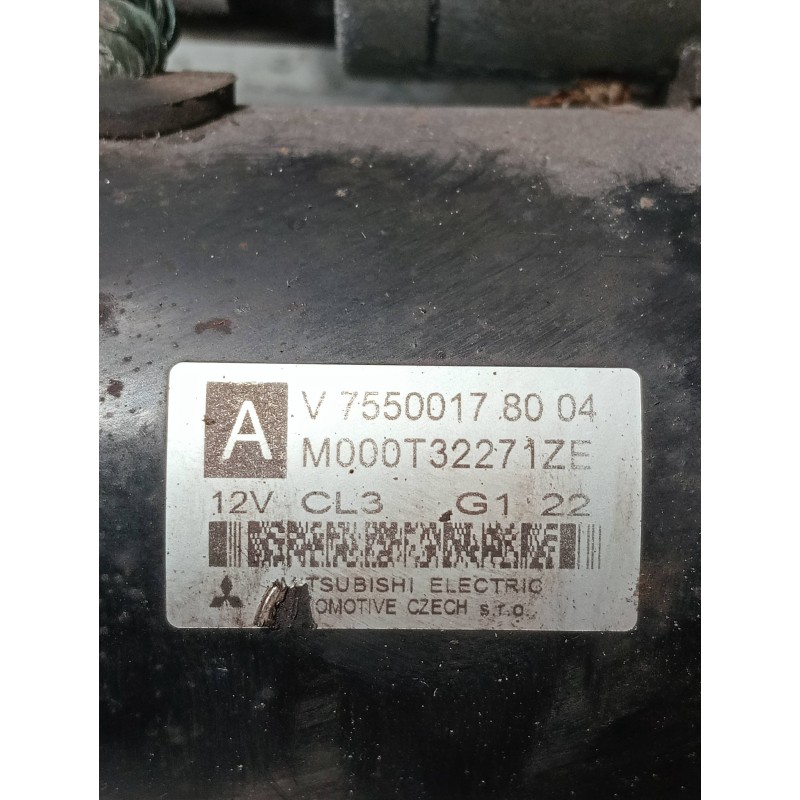 A
V 7550017 80 04
M000T32271ZE
12V CL3 G1 22
TSUBISHI ELECTRIC
OMOTIVE CZECH s.r.o.